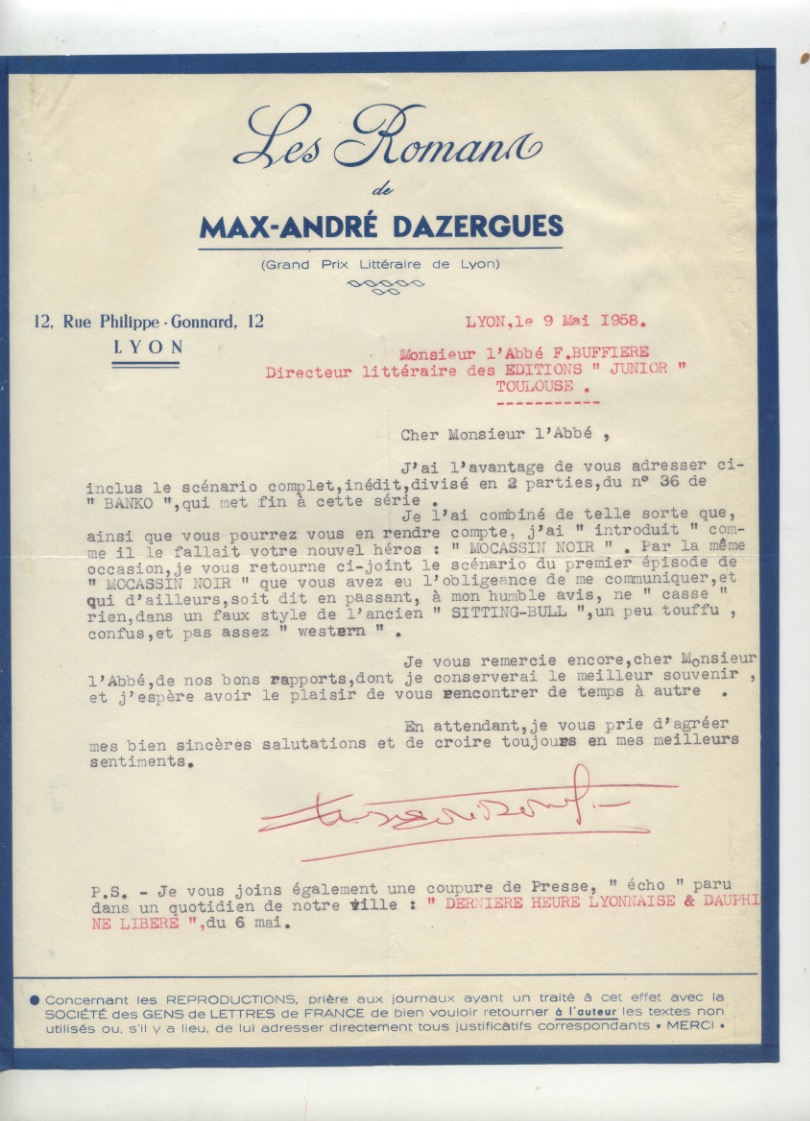 Les Romans
de
MAX-ANDRÉ DAZERGUES
(Grand Prix Littéraire de Lyon)
12, Rue Philippe-Gonnard, 12
LYON
LYON,le 9 Mai 1958.
Monsieur l'Abbé F.BUFFIERE
Directeur littéraire des EDITIONS " JUNIOR "
TOULOUSE .
-----------
Cher Monsieur l'Abbé ,
J'ai l'avantage de vous adresser ci-
inclus le scénario complet,inédit,divisé en 2 parties,du n° 36 de
" BANKO ",qui met fin à cette série .
Je l'ai combiné de telle sorte que,
ainsi que vous pourrez vous en rendre compte, j'ai " introduit " com-
me il le fallait votre nouvel héros : " MOCASSIN NOIR " . Par la même
occasion,je vous retourne ci-joint le scénario du premier épisode de
" MOCASSIN NOIR " que vous avez eu l'obligeance de me communiquer,et
qui d'ailleurs,soit dit en passant, à mon humble avis, ne " casse "
rien,dans un faux style de l'ancien " SITTING-BULL ",un peu touffu ,
confus,et pas assez " western " .
Je vous remercie encore,cher Monsieur
l'Abbé,de nos bons rapports,dont je conserverai le meilleur souvenir ,
et j'espère avoir le plaisir de vous rencontrer de temps à autre .
En attendant,je vous prie d'agréer
mes bien sincères salutations et de croire toujours en mes meilleurs
sentiments.
P.S. - Je vous joins également une coupure de Presse, " écho " paru
dans un quotidien de notre ville : " DERNIERE HEURE LYONNAISE & DAUPHI
NE LIBERE ",du 6 mai.
● Concernant les REPRODUCTIONS, prière aux journaux ayant un traité à cet effet avec la
SOCIÉTÉ des GENS de LETTRES de FRANCE de bien vouloir retourner à l'auteur les textes non
utilisés ou, s'il y a lieu, de lui adresser directement tous justificâtifs correspondants • MERCI •